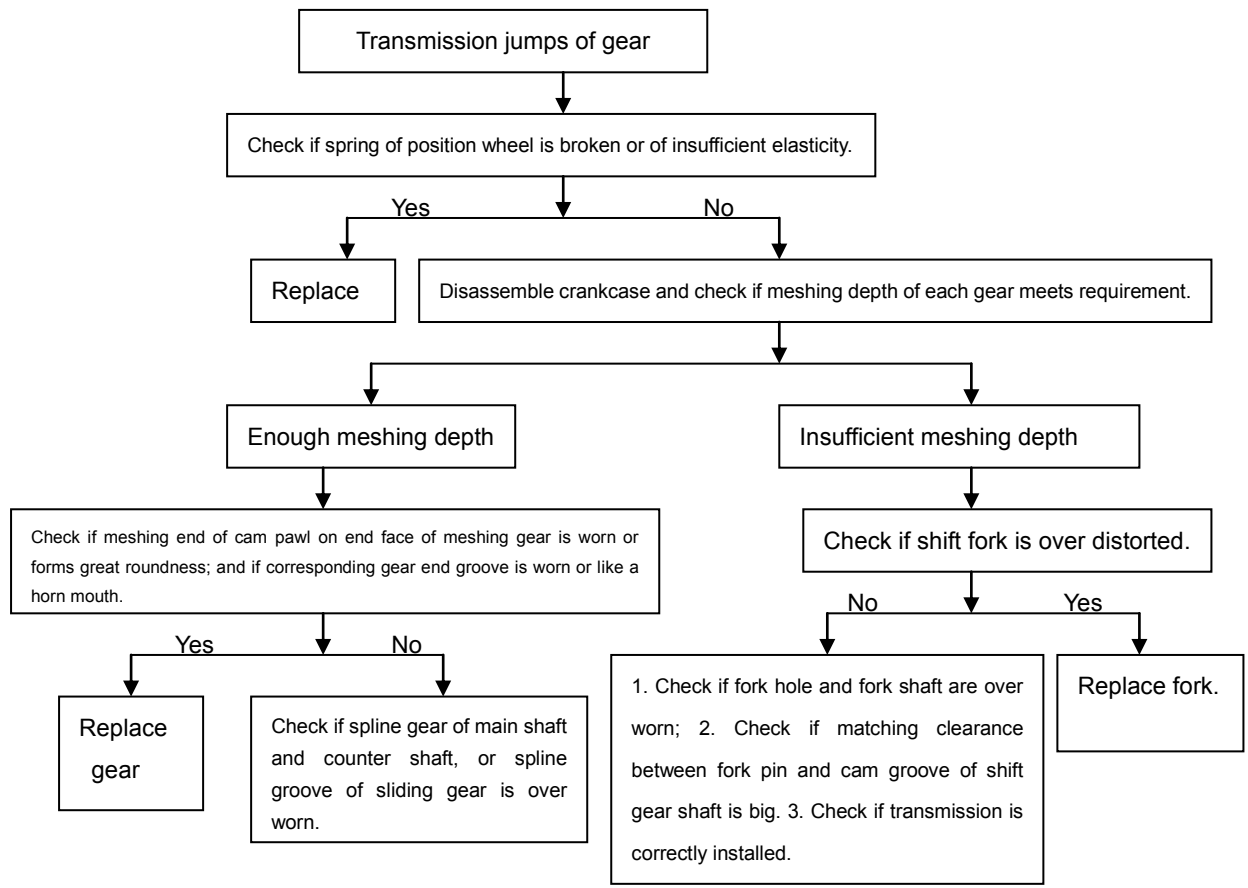 Transmission jumps of gear
Check if spring of position wheel is broken or of insufficient elasticity.
Yes
No
Replace
Disassemble crankcase and check if meshing depth of each gear meets requirement.
Enough meshing depth
Insufficient meshing depth
Check if meshing end of cam pawl on end face of meshing gear is worn or
forms great roundness; and if corresponding gear end groove is worn or like a
horn mouth.
Check if shift fork is over distorted.
Yes
No
No
Yes
Replace
gear
Check if spline gear of main shaft
and counter shaft, or spline
groove of sliding gear is over
worn.
1. Check if fork hole and fork shaft are over
worn; 2. Check if matching clearance
between fork pin and cam groove of shift
gear shaft is big. 3. Check if transmission is
correctly installed.
Replace fork.